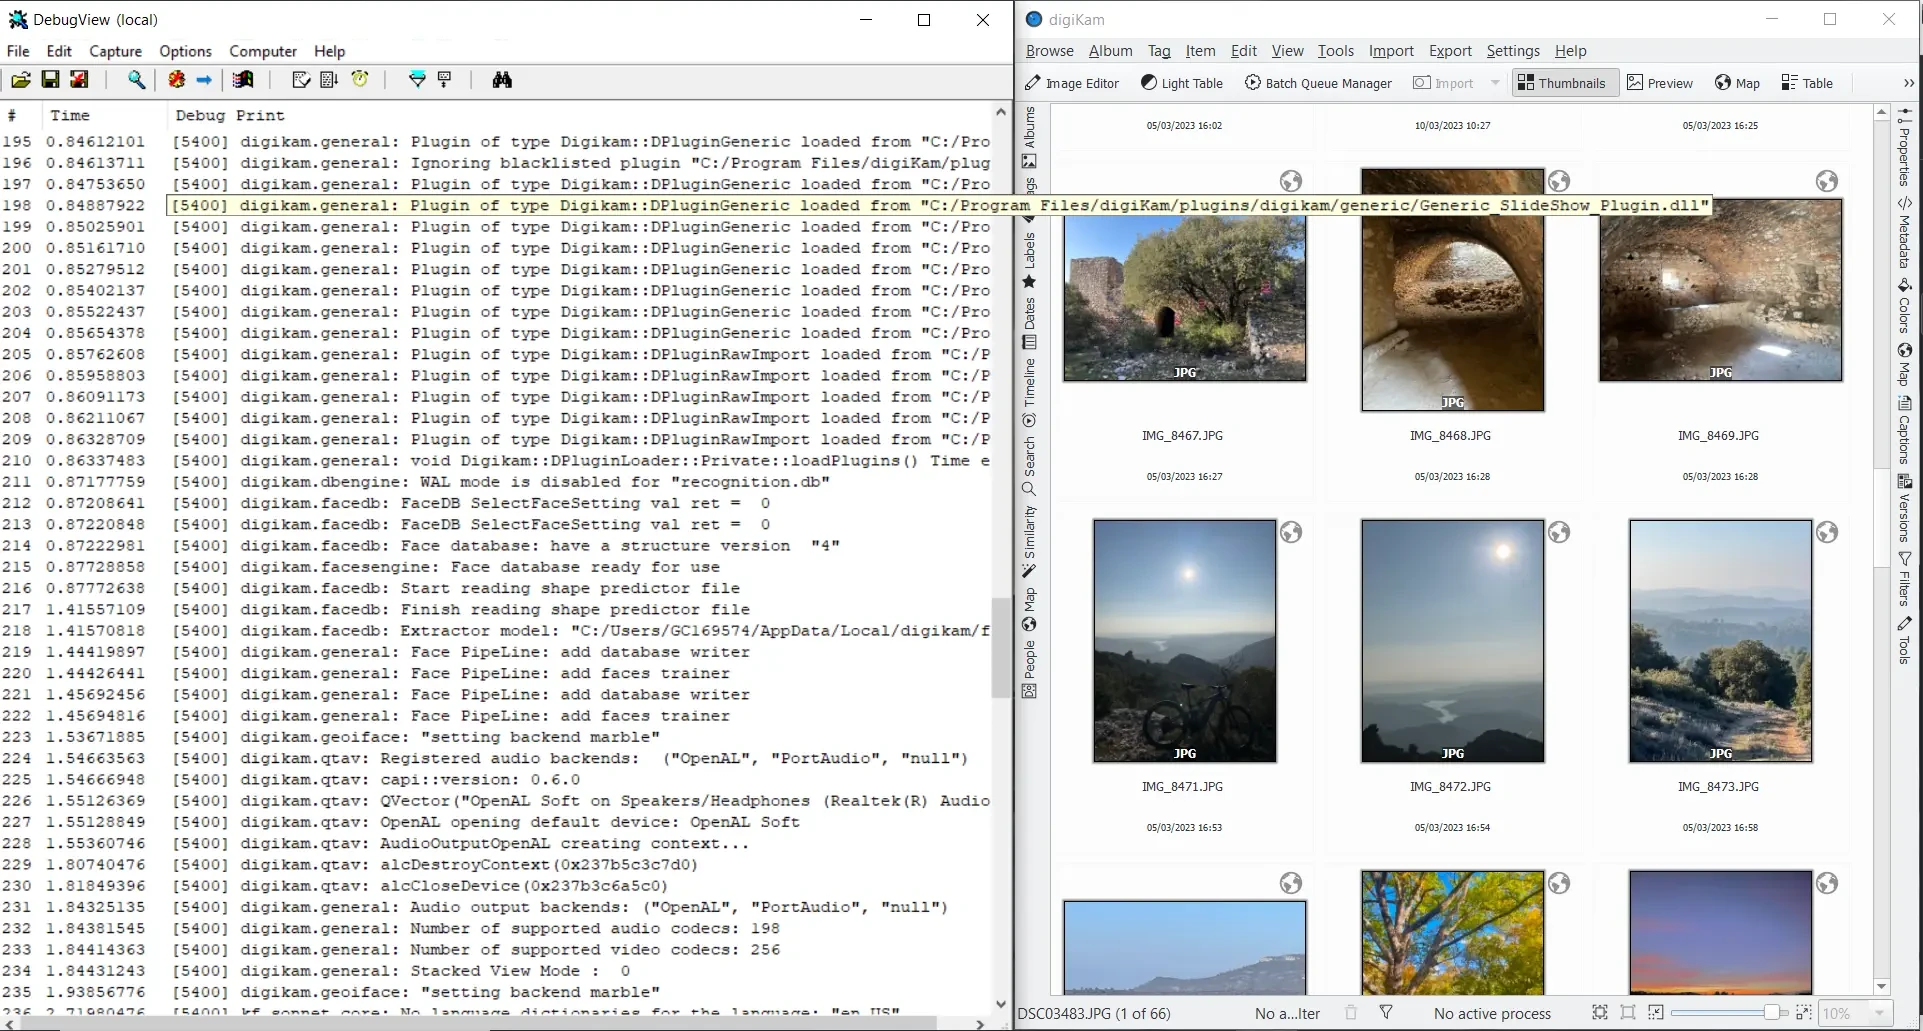 DebugView (local)
File Edit Capture Options Computer Help
# Time Debug Print
195 0.84612101 [5400] digikam.general: Plugin of type Digikam::DPluginGeneric loaded from "C:/Pro
196 0.84613711 [5400] digikam.general: Ignoring blacklisted plugin "C:/Program Files/digiKam/plug
197 0.84753650 [5400] digikam.general: Plugin of type Digikam::DPluginGeneric loaded from "C:/Pro
198 0.84887922 [5400] digikam.general: Plugin of type Digikam::DPluginGeneric loaded from "C:/Program Files/digiKam/plugins/digikam/generic/Generic_SlideShow_Plugin.dll"
199 0.85025901 [5400] digikam.general: Plugin of type Digikam::DPluginGeneric loaded from "C:/Pro
200 0.85161710 [5400] digikam.general: Plugin of type Digikam::DPluginGeneric loaded from "C:/Pro
201 0.85279512 [5400] digikam.general: Plugin of type Digikam::DPluginGeneric loaded from "C:/Pro
202 0.85402137 [5400] digikam.general: Plugin of type Digikam::DPluginGeneric loaded from "C:/Pro
203 0.85522437 [5400] digikam.general: Plugin of type Digikam::DPluginGeneric loaded from "C:/Pro
204 0.85654378 [5400] digikam.general: Plugin of type Digikam::DPluginGeneric loaded from "C:/Pro
205 0.85762608 [5400] digikam.general: Plugin of type Digikam::DPluginRawImport loaded from "C:/P
206 0.85958803 [5400] digikam.general: Plugin of type Digikam::DPluginRawImport loaded from "C:/P
207 0.86091173 [5400] digikam.general: Plugin of type Digikam::DPluginRawImport loaded from "C:/P
208 0.86211067 [5400] digikam.general: Plugin of type Digikam::DPluginRawImport loaded from "C:/P
209 0.86328709 [5400] digikam.general: Plugin of type Digikam::DPluginRawImport loaded from "C:/P
210 0.86337483 [5400] digikam.general: void Digikam::DPluginLoader::Private::loadPlugins() Time e
211 0.87177759 [5400] digikam.dbengine: WAL mode is disabled for "recognition.db"
212 0.87208641 [5400] digikam.facedb: FaceDB SelectFaceSetting val ret = 0
213 0.87220848 [5400] digikam.facedb: FaceDB SelectFaceSetting val ret = 0
214 0.87222981 [5400] digikam.facedb: Face database: have a structure version "4"
215 0.87728858 [5400] digikam.facesengine: Face database ready for use
216 0.87772638 [5400] digikam.facedb: Start reading shape predictor file
217 1.41557109 [5400] digikam.facedb: Finish reading shape predictor file
218 1.41570818 [5400] digikam.facedb: Extractor model: "C:/Users/GC169574/AppData/Local/digikam/f
219 1.44419897 [5400] digikam.general: Face PipeLine: add database writer
220 1.44426441 [5400] digikam.general: Face PipeLine: add faces trainer
221 1.45692456 [5400] digikam.general: Face PipeLine: add database writer
222 1.45694816 [5400] digikam.general: Face PipeLine: add faces trainer
223 1.53671885 [5400] digikam.geoiface: "setting backend marble"
224 1.54663563 [5400] digikam.qtav: Registered audio backends: ("OpenAL", "PortAudio", "null")
225 1.54666948 [5400] digikam.qtav: capi::version: 0.6.0
226 1.55126369 [5400] digikam.qtav: QVector("OpenAL Soft on Speakers/Headphones (Realtek(R) Audio
227 1.55128849 [5400] digikam.qtav: OpenAL opening default device: OpenAL Soft
228 1.55360746 [5400] digikam.qtav: AudioOutputOpenAL creating context...
229 1.80740476 [5400] digikam.qtav: alcDestroyContext(0x237b5c3c7d0)
230 1.81849396 [5400] digikam.qtav: alcCloseDevice(0x237b3c6a5c0)
231 1.84325135 [5400] digikam.general: Audio output backends: ("OpenAL", "PortAudio", "null")
232 1.84381545 [5400] digikam.general: Number of supported audio codecs: 198
233 1.84414363 [5400] digikam.general: Number of supported video codecs: 256
234 1.84431243 [5400] digikam.general: Stacked View Mode : 0
235 1.93856776 [5400] digikam.geoiface: "setting backend marble"
236 2.71980476 [5400] kf.sonnet.core: No language dictionaries for the language: "en_US"
digiKam
Browse Album Tag Item Edit View Tools Import Export Settings Help
Image Editor Light Table Batch Queue Manager Import Thumbnails Preview Map Table »
Albums
Labels
Dates
Timeline
Search
Similarity
Map
People
05/03/2023 16:02 10/03/2023 10:27 05/03/2023 16:25
JPG JPG JPG
IMG_8467.JPG IMG_8468.JPG IMG_8469.JPG
05/03/2023 16:27 05/03/2023 16:28 05/03/2023 16:28
JPG JPG JPG
IMG_8471.JPG IMG_8472.JPG IMG_8473.JPG
05/03/2023 16:53 05/03/2023 16:54 05/03/2023 16:58
Properties
Metadata
Colors
Map
Captions
Versions
Filters
Tools
DSC03483.JPG (1 of 66) No a...lter No active process 10%